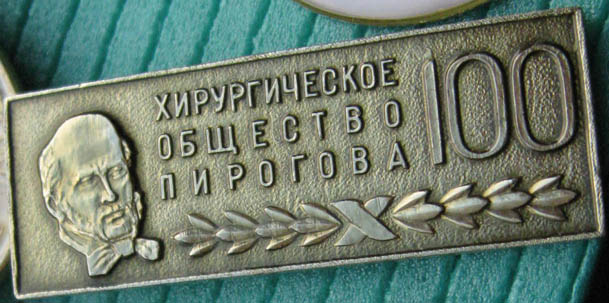 ХИРУРГИЧЕСКОЕ
ОБЩЕСТВО
ПИРОГОВА
100